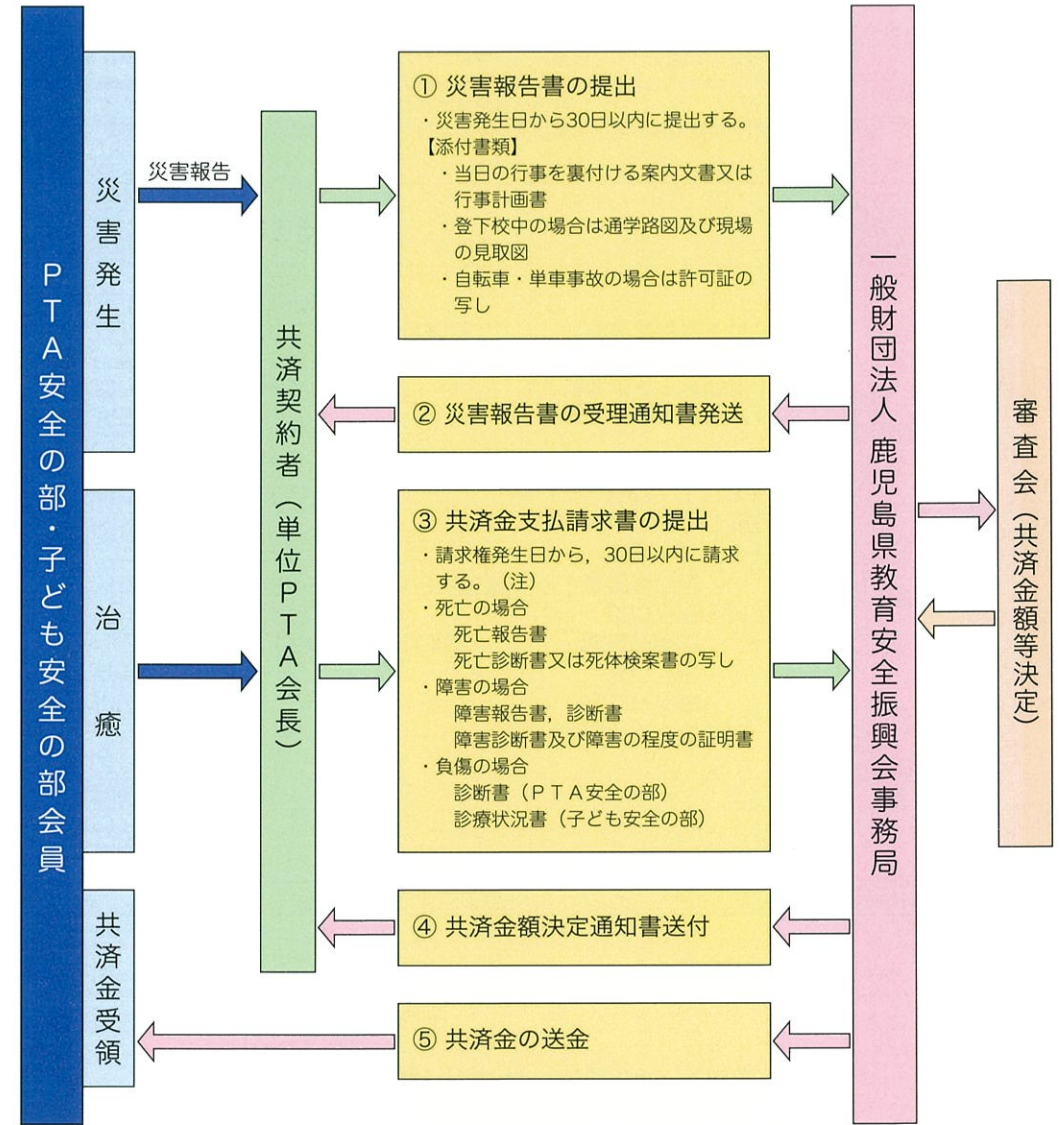 PTA安全の部・子ども安全の部会員
災害発生
災害報告
共済契約者（単位PTA会長）
① 災害報告書の提出
・災害発生日から30日以内に提出する。
【添付書類】
・当日の行事を裏付ける案内文書又は
行事計画書
・登下校中の場合は通学路図及び現場
の見取図
・自転車・単車事故の場合は許可証の
写し
② 災害報告書の受理通知書発送
治癒
③ 共済金支払請求書の提出
・請求権発生日から，30日以内に請求
する。（注）
・死亡の場合
死亡報告書
死亡診断書又は死体検案書の写し
・障害の場合
障害報告書，診断書
障害診断書及び障害の程度の証明書
・負傷の場合
診断書（ＰＴＡ安全の部）
診療状況書（子ども安全の部）
共済金受領
④ 共済金額決定通知書送付
⑤ 共済金の送金
一般財団法人 鹿児島県教育安全振興会事務局
審査会（共済金額等決定）